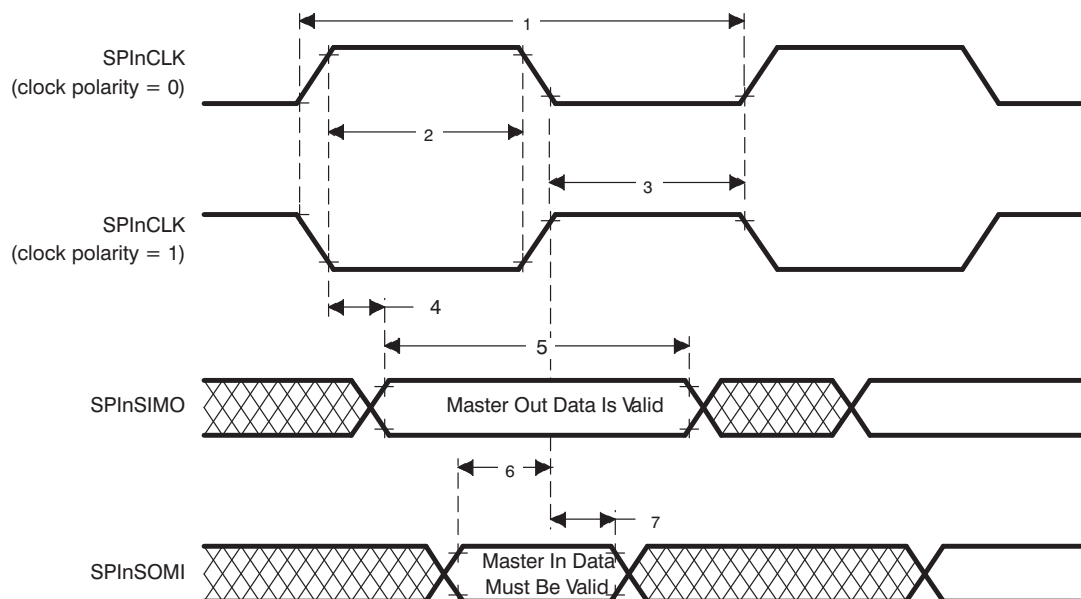 1
SPInCLK
(clock polarity = 0)
2
3
SPInCLK
(clock polarity = 1)
4
5
SPInSIMO
Master Out Data Is Valid
6
7
SPInSOMI
Master In Data
Must Be Valid